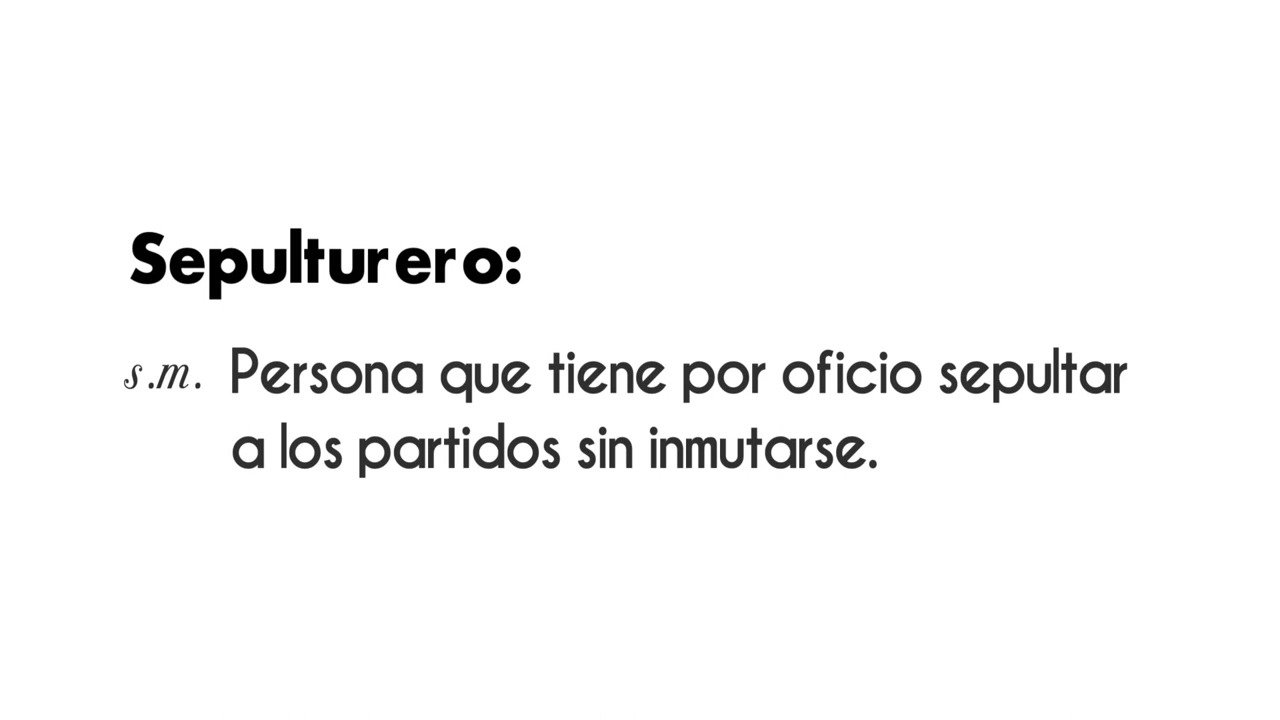 Sepulturero:
s.m. Persona que tiene por oficio sepultar
a los partidos sin inmutarse.